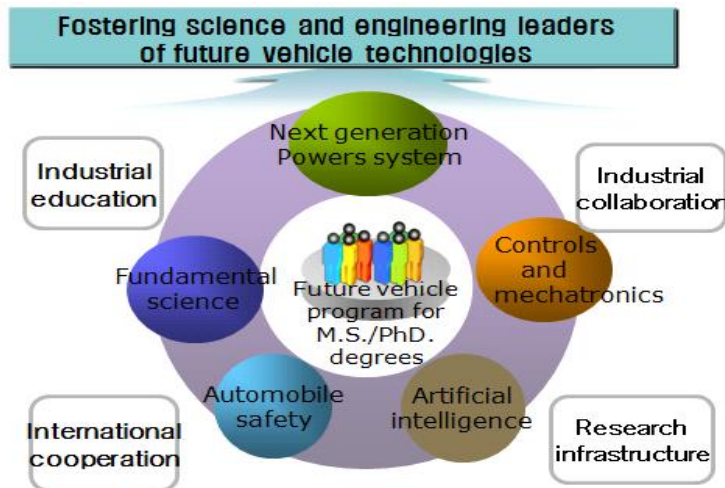 Fostering science and engineering leaders
of future vehicle technologies
Next generation
Powers system
Industrial
education
Industrial
collaboration
Fundamental
science
Controls
and
mechatronics
Future vehicle
program for
M.S./PhD.
degrees
Automobile
safety
Artificial
intelligence
International
cooperation
Research
infrastructure